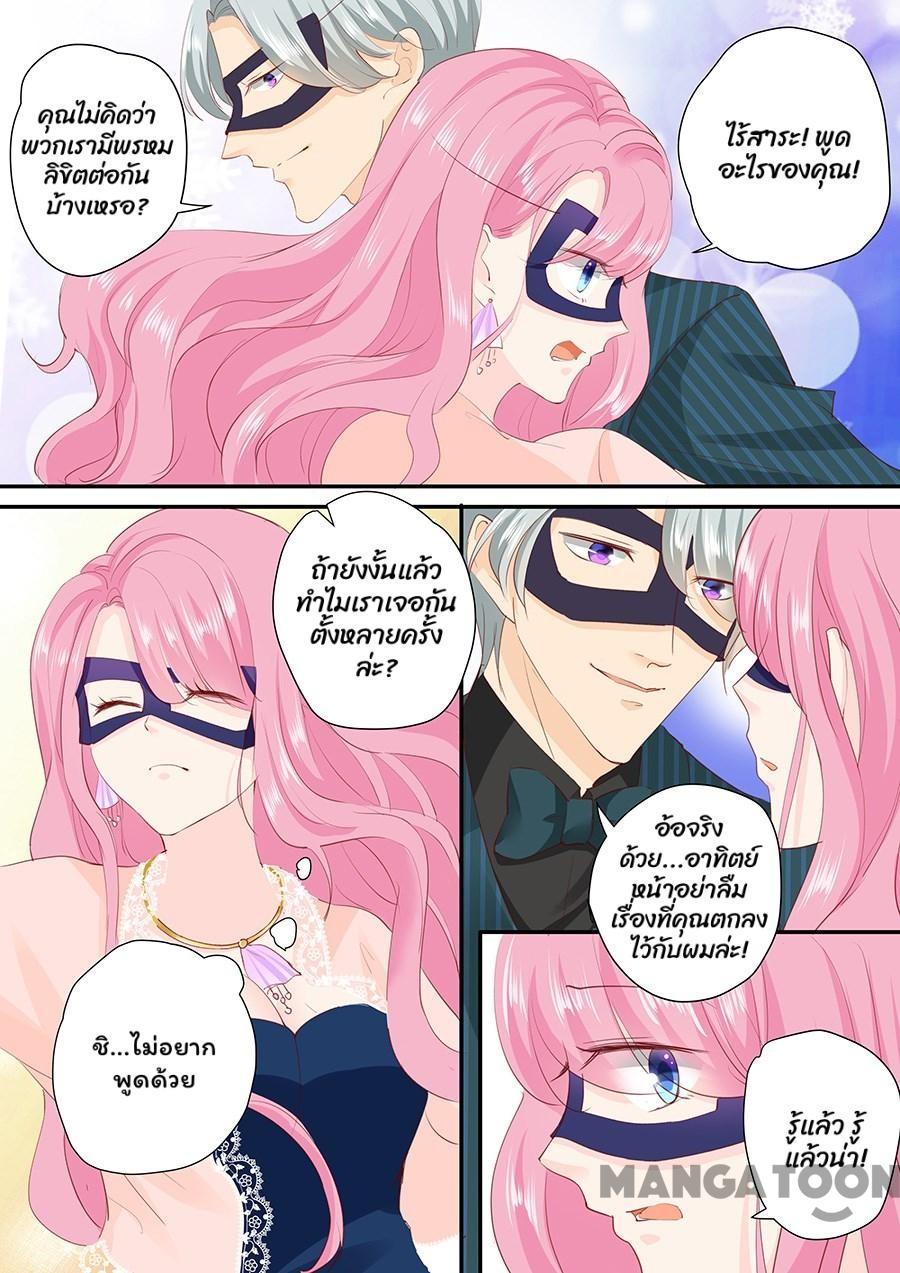 คุณไม่คิดว่า
พวกเรามีพรหม
ลิขิตต่อกัน
บ้างเหรอ?
ไร้สาระ! พูด
อะไรของคุณ!
ถ้ายังงั้นแล้ว
ทำไมเราเจอกัน
ตั้งหลายครั้ง
ล่ะ?
ชิ...ไม่อยาก
พูดด้วย
อ้อจริง
ด้วย...อาทิตย์
หน้าอย่าลืม
เรื่องที่คุณตกลง
ไว้กับผมล่ะ!
รู้แล้ว รู้
แล้วน่า!
MANGATOON